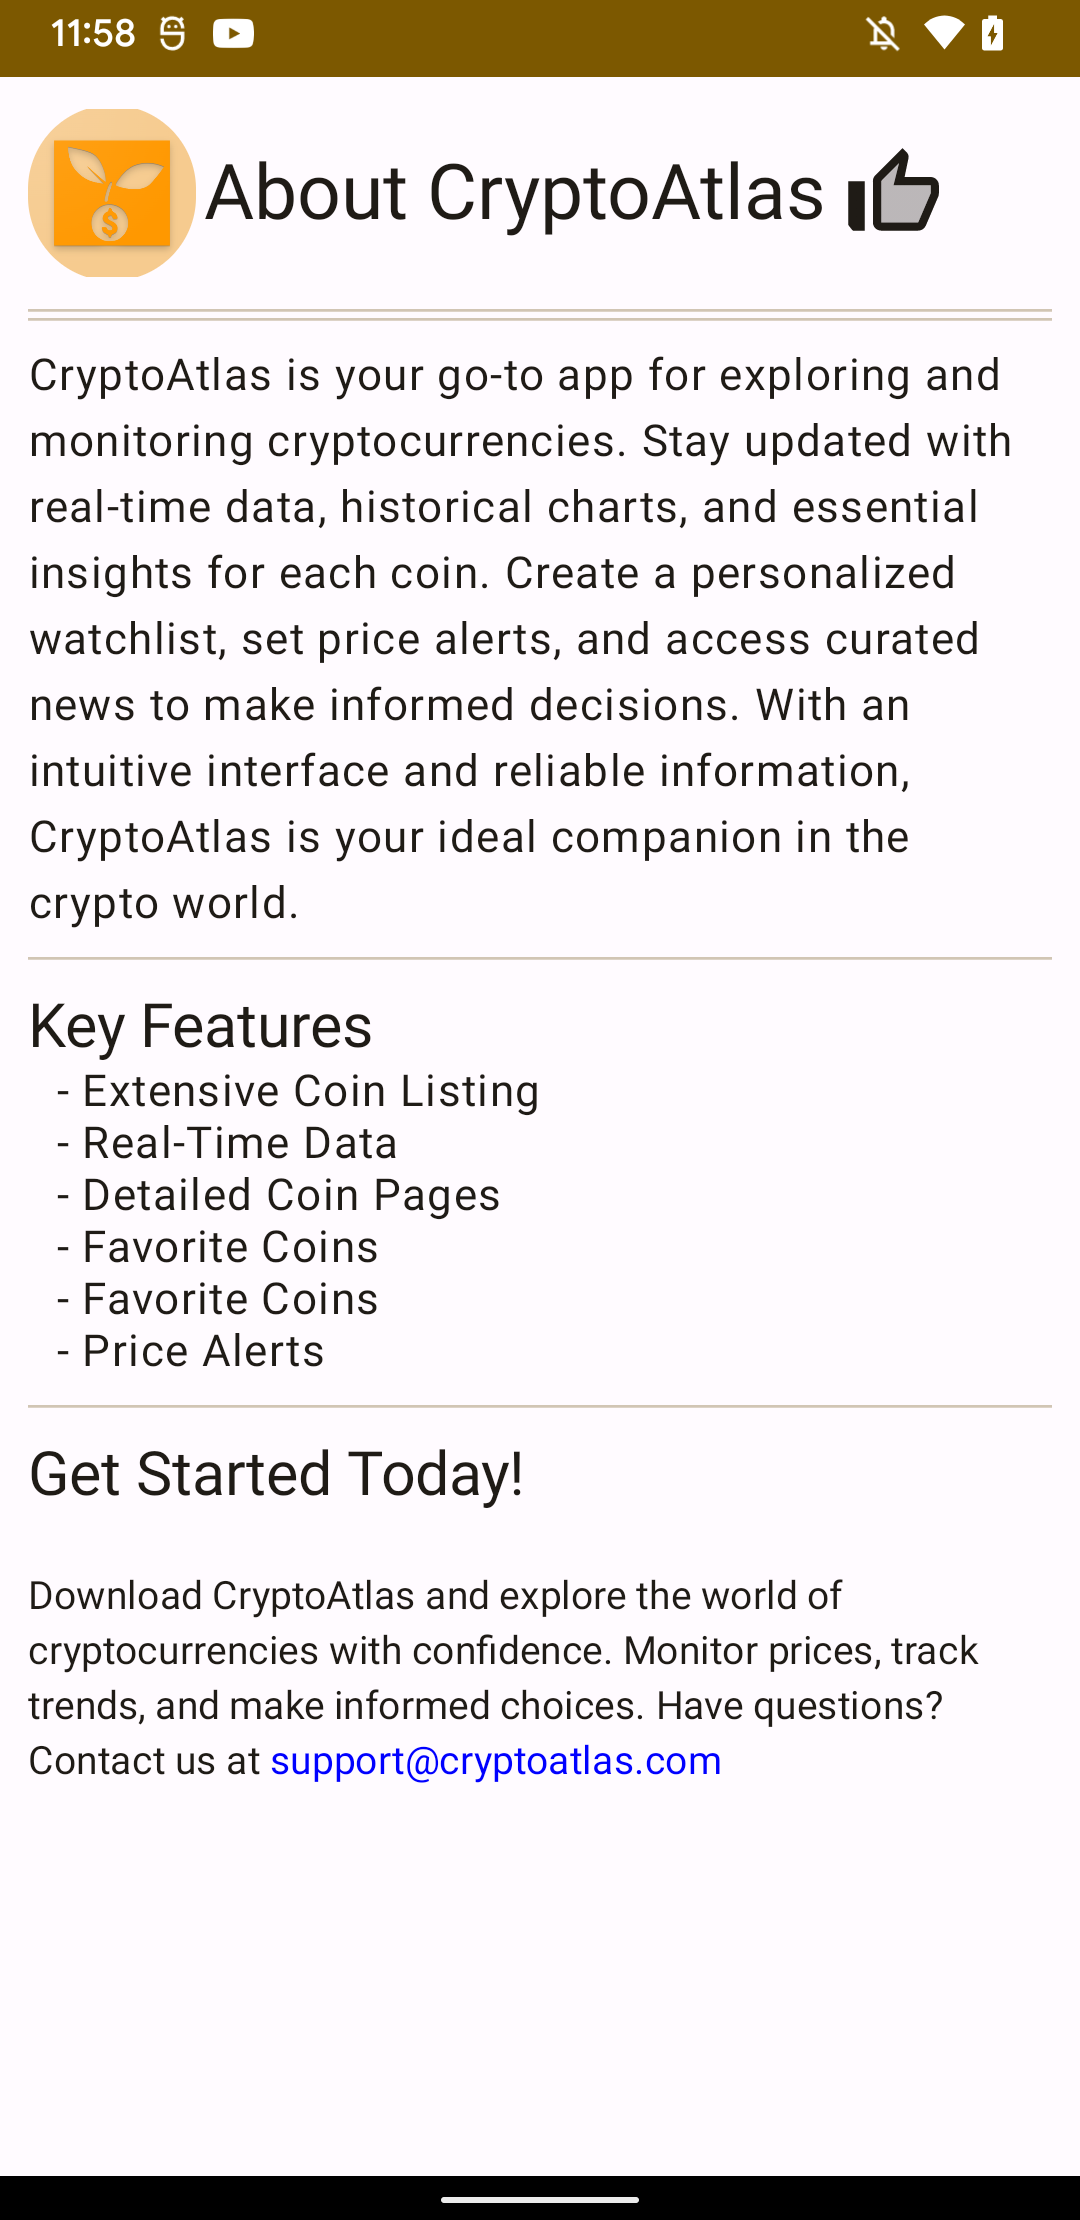 11:58
About CryptoAtlas
CryptoAtlas is your go-to app for exploring and
monitoring cryptocurrencies. Stay updated with
real-time data, historical charts, and essential
insights for each coin. Create a personalized
watchlist, set price alerts, and access curated
news to make informed decisions. With an
intuitive interface and reliable information,
CryptoAtlas is your ideal companion in the
crypto world.
Key Features
- Extensive Coin Listing
- Real-Time Data
- Detailed Coin Pages
- Favorite Coins
- Favorite Coins
- Price Alerts
Get Started Today!
Download CryptoAtlas and explore the world of
cryptocurrencies with confidence. Monitor prices, track
trends, and make informed choices. Have questions?
Contact us at support@cryptoatlas.com